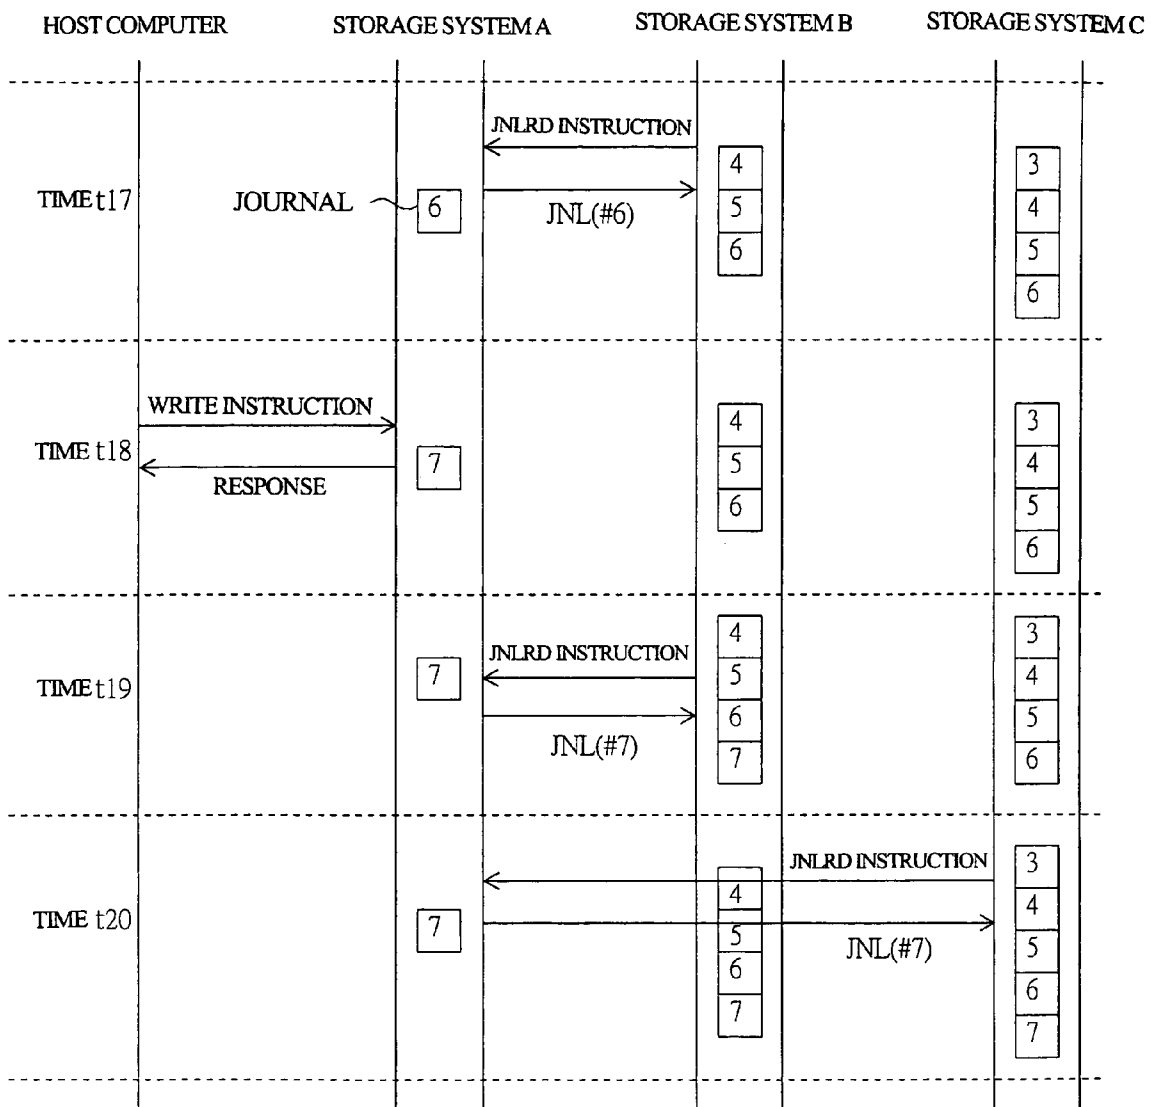 HOST COMPUTER STORAGE SYSTEM A STORAGE SYSTEM B STORAGE SYSTEM C
JNLRD INSTRUCTION
TIME t17 JOURNAL 6 JNL(#6)
4
5
6
3
4
5
6
WRITE INSTRUCTION
TIME t18
RESPONSE
7
4
5
6
3
4
5
6
JNLRD INSTRUCTION
TIME t19
7
JNL(#7)
4
5
6
7
3
4
5
6
JNLRD INSTRUCTION
TIME t20
7
4
5
6
7
JNL(#7)
3
4
5
6
7